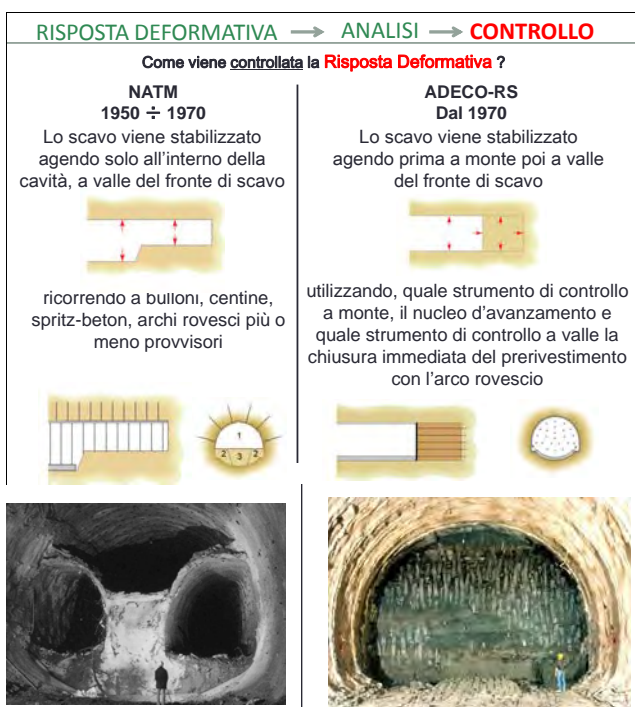 RISPOSTA DEFORMATIVA → ANALISI → CONTROLLO
Come viene controllata la Risposta Deformativa ?
NATM
1950 ÷ 1970
Lo scavo viene stabilizzato
agendo solo all'interno della
cavità, a valle del fronte di scavo
ricorrendo a bulloni, centine,
spritz-beton, archi rovesci più o
meno provvisori
1
2 3 2
ADECO-RS
Dal 1970
Lo scavo viene stabilizzato
agendo prima a monte poi a valle
del fronte di scavo
utilizzando, quale strumento di controllo
a monte, il nucleo d'avanzamento e
quale strumento di controllo a valle la
chiusura immediata del prerivestimento
con l'arco rovescio